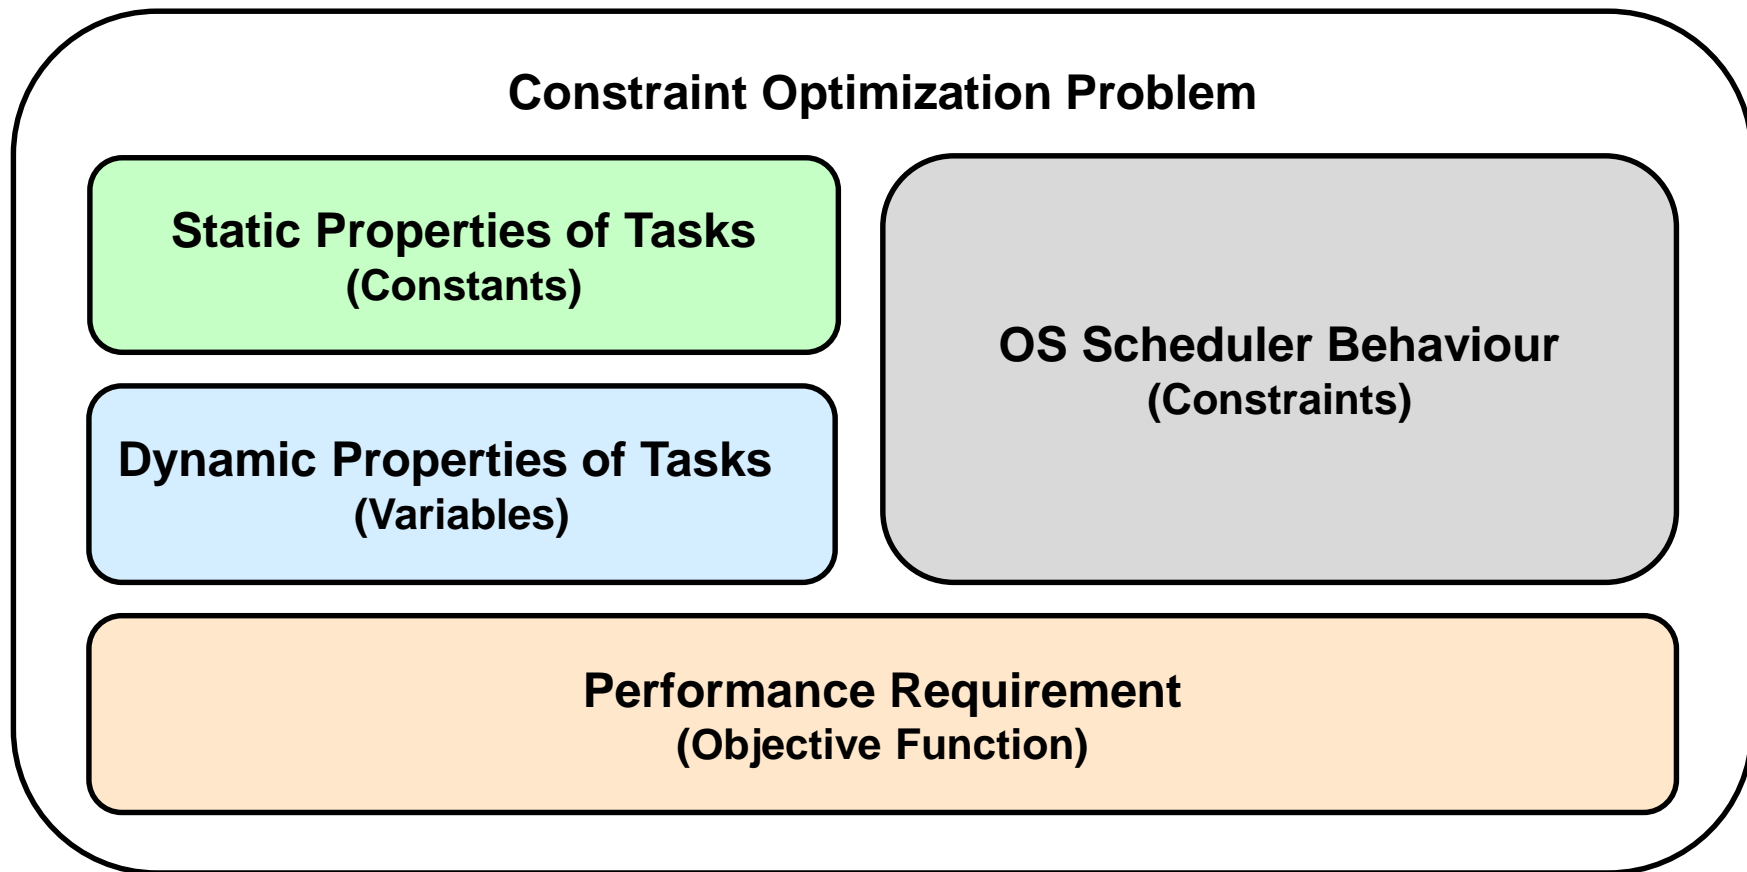 Constraint Optimization Problem
Static Properties of Tasks
(Constants)
Dynamic Properties of Tasks
(Variables)
OS Scheduler Behaviour
(Constraints)
Performance Requirement
(Objective Function)